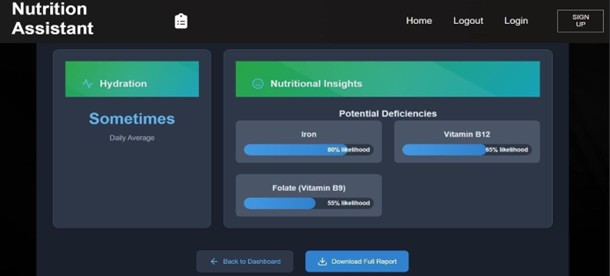 Nutrition
Assistant
Home
Logout
Login
SIGN
UP
Hydration
Sometimes
Daily Average
Nutritional Insights
Potential Deficiencies
Iron
80% likelihood
Vitamin B12
65% likelihood
Folate (Vitamin B9)
55% likelihood
Back to Dashboard
Download Full Report